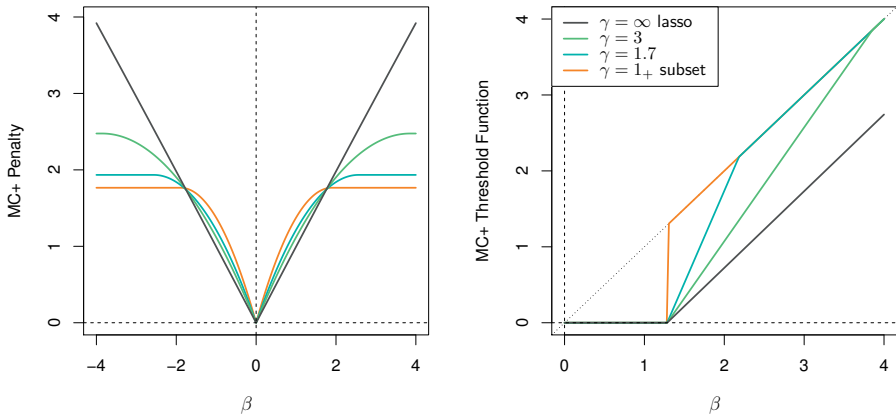 MC+ Penalty
4
3
2
1
0
−4 −2 0 2 4
β
MC+ Threshold Function
4
3
2
1
0
0 1 2 3 4
β
γ = ∞ lasso
γ = 3
γ = 1.7
γ = 1₊ subset